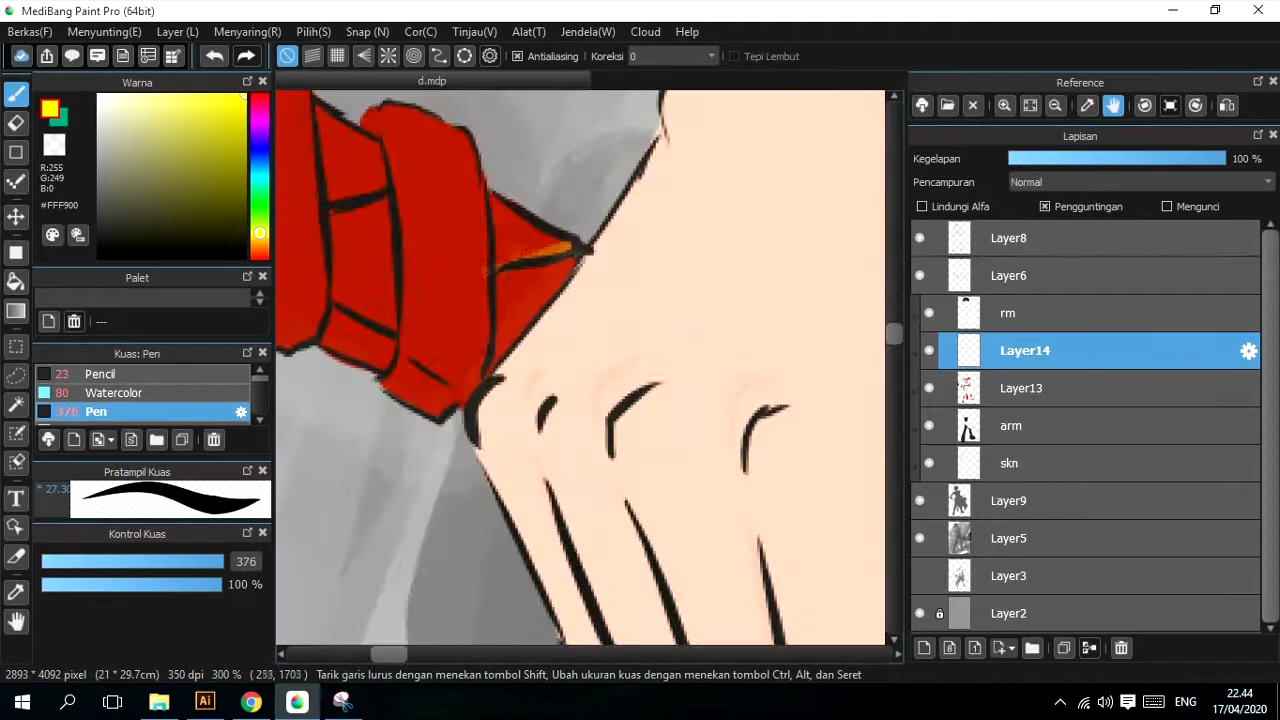 MediBang Paint Pro (64bit)
Berkas(F) Menyunting(E) Layer (L) Menyaring(R) Pilih(S) Snap (N) Cor(C) Tinjau(V) Alat(T) Jendela(W) Cloud Help
Antialiasing Koreksi 0 Tepi Lembut
Warna
R:255
G:249
B:0
#FFF900
Palet
---
Kuas: Pen
23 Pencil
80 Watercolor
376 Pen
Pratampil Kuas
* 27.30
Kontrol Kuas
376
100 %
d.mdp
Reference
Lapisan
Kegelapan 100 %
Pencampuran Normal
Lindungi Alfa Pengguntingan Mengunci
Layer8
Layer6
rm
Layer14
Layer13
arm
skn
Layer9
Layer5
Layer3
Layer2
2893 * 4092 pixel (21 * 29.7cm) 350 dpi 300 % ( 233, 1703 ) Tarik garis lurus dengan menekan tombol Shift, Ubah ukuran kuas dengan menekan tombol Ctrl, Alt, dan Seret
Ai
ENG
22.44
17/04/2020